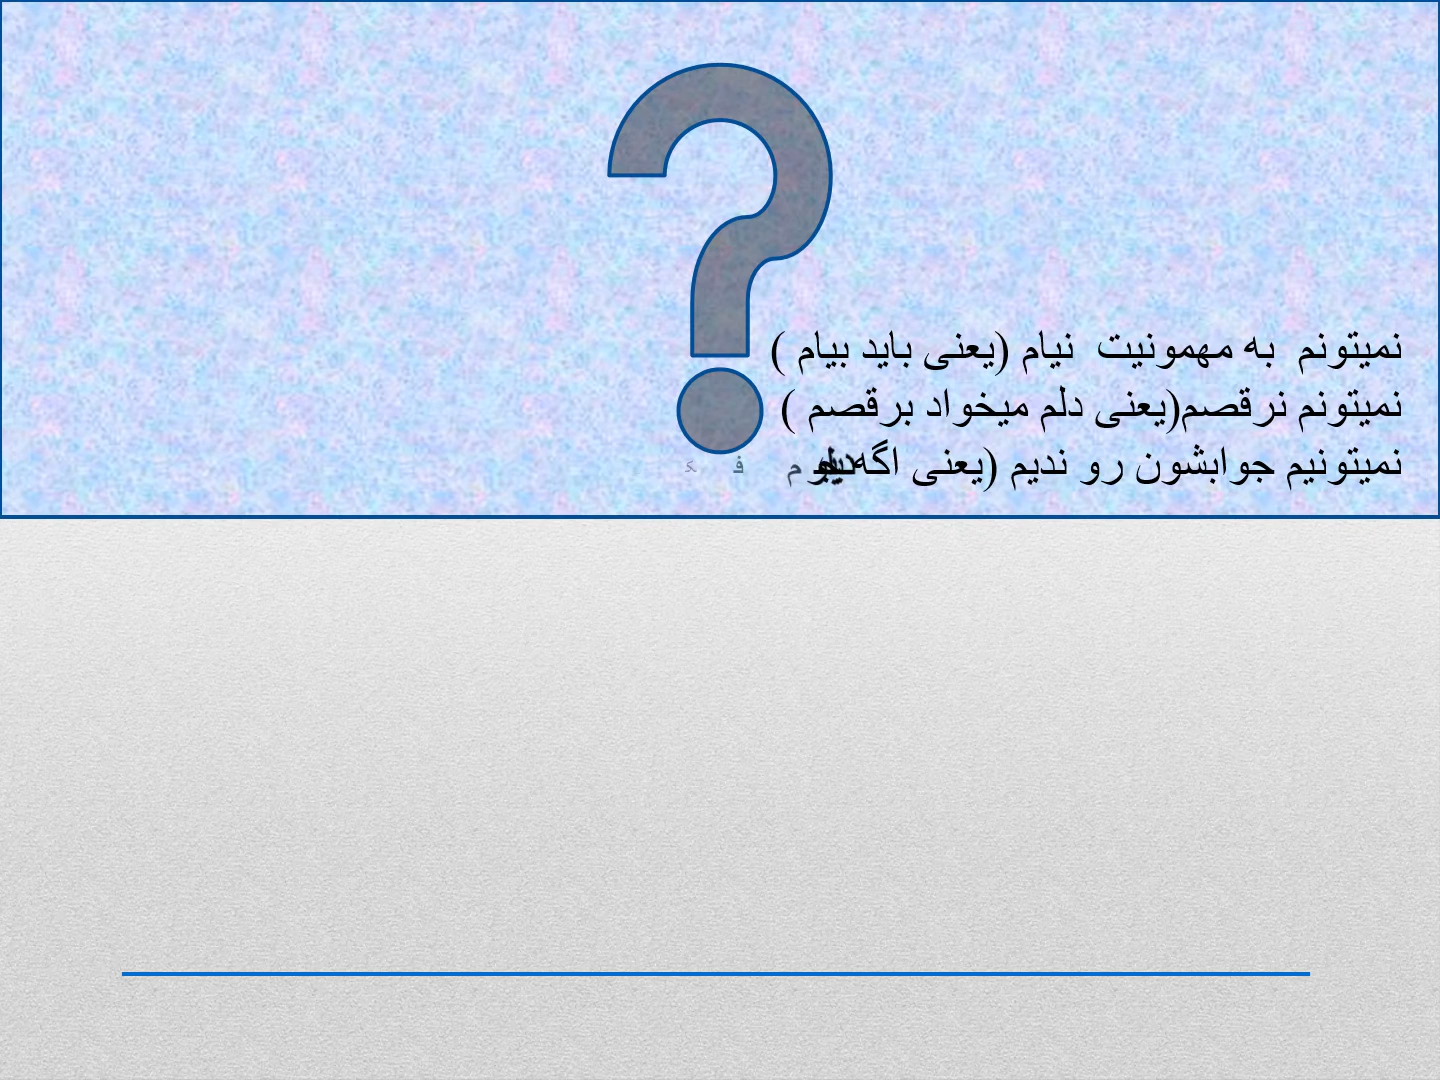 نمیتونم به مهمونیت نیام (یعنی باید بیام )
نمیتونم نرقصم(یعنی دلم میخواد برقصم )
نمیتونیم جوابشون رو ندیم (یعنی اگه